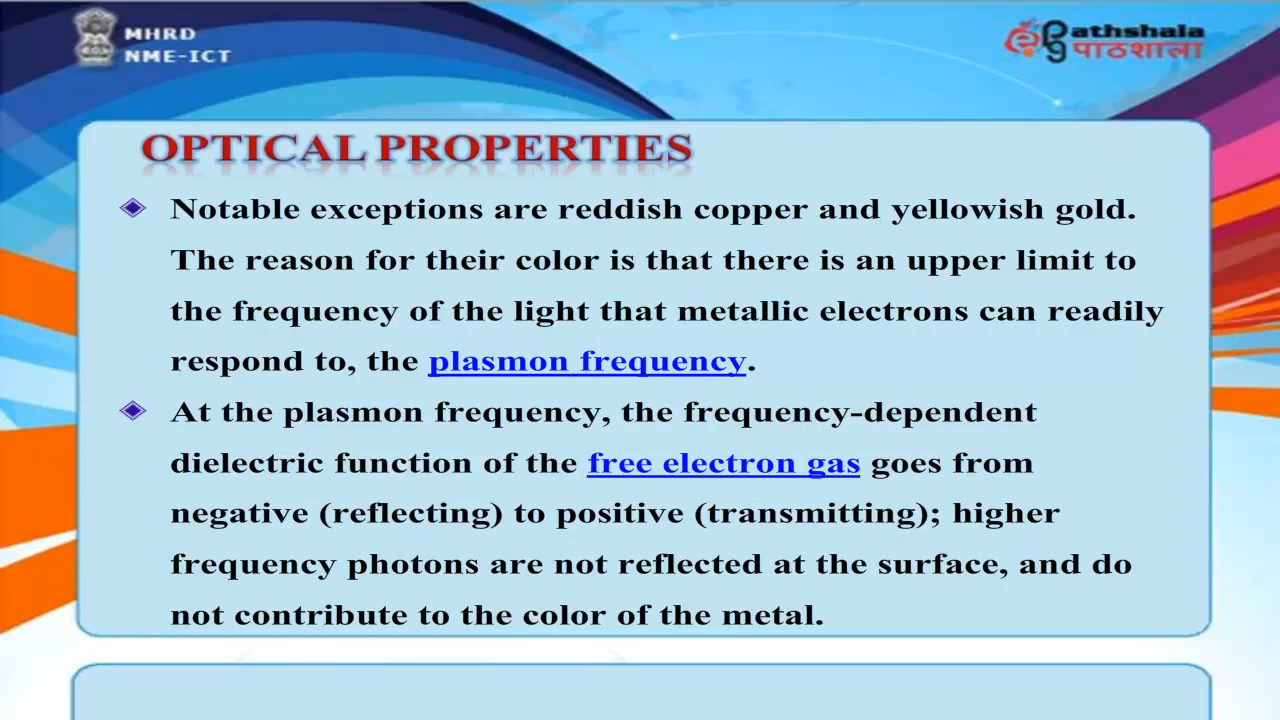 MHRD
NME-ICT
epg athshala
पाठशाला
OPTICAL PROPERTIES
Notable exceptions are reddish copper and yellowish gold.
The reason for their color is that there is an upper limit to
the frequency of the light that metallic electrons can readily
respond to, the plasmon frequency.
At the plasmon frequency, the frequency-dependent
dielectric function of the free electron gas goes from
negative (reflecting) to positive (transmitting); higher
frequency photons are not reflected at the surface, and do
not contribute to the color of the metal.